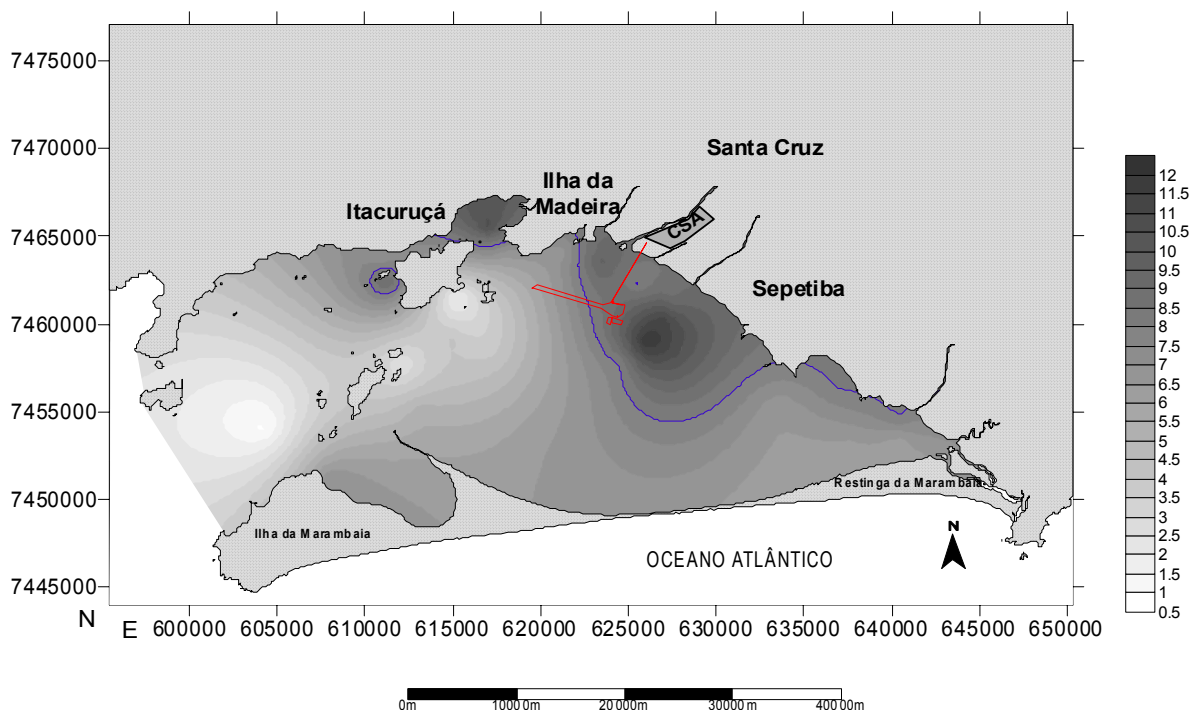 7475000
7470000
7465000
7460000
7455000
7450000
7445000
Santa Cruz
Ilha da
Madeira
Itacuruçá
CSA
Sepetiba
Restinga da Marambaia
Ilha da Marambaia
OCEANO ATLÂNTICO
N
N
E
600000 605000 610000 615000 620000 625000 630000 635000 640000 645000 650000
12
11.5
10.5
10
9.5
9
8.5
8
7.5
7
6.5
6
5.5
5
4.5
4
3.5
3
2.5
2
1.5
1
0.5
0m 10000m 20000m 30000m 40000m